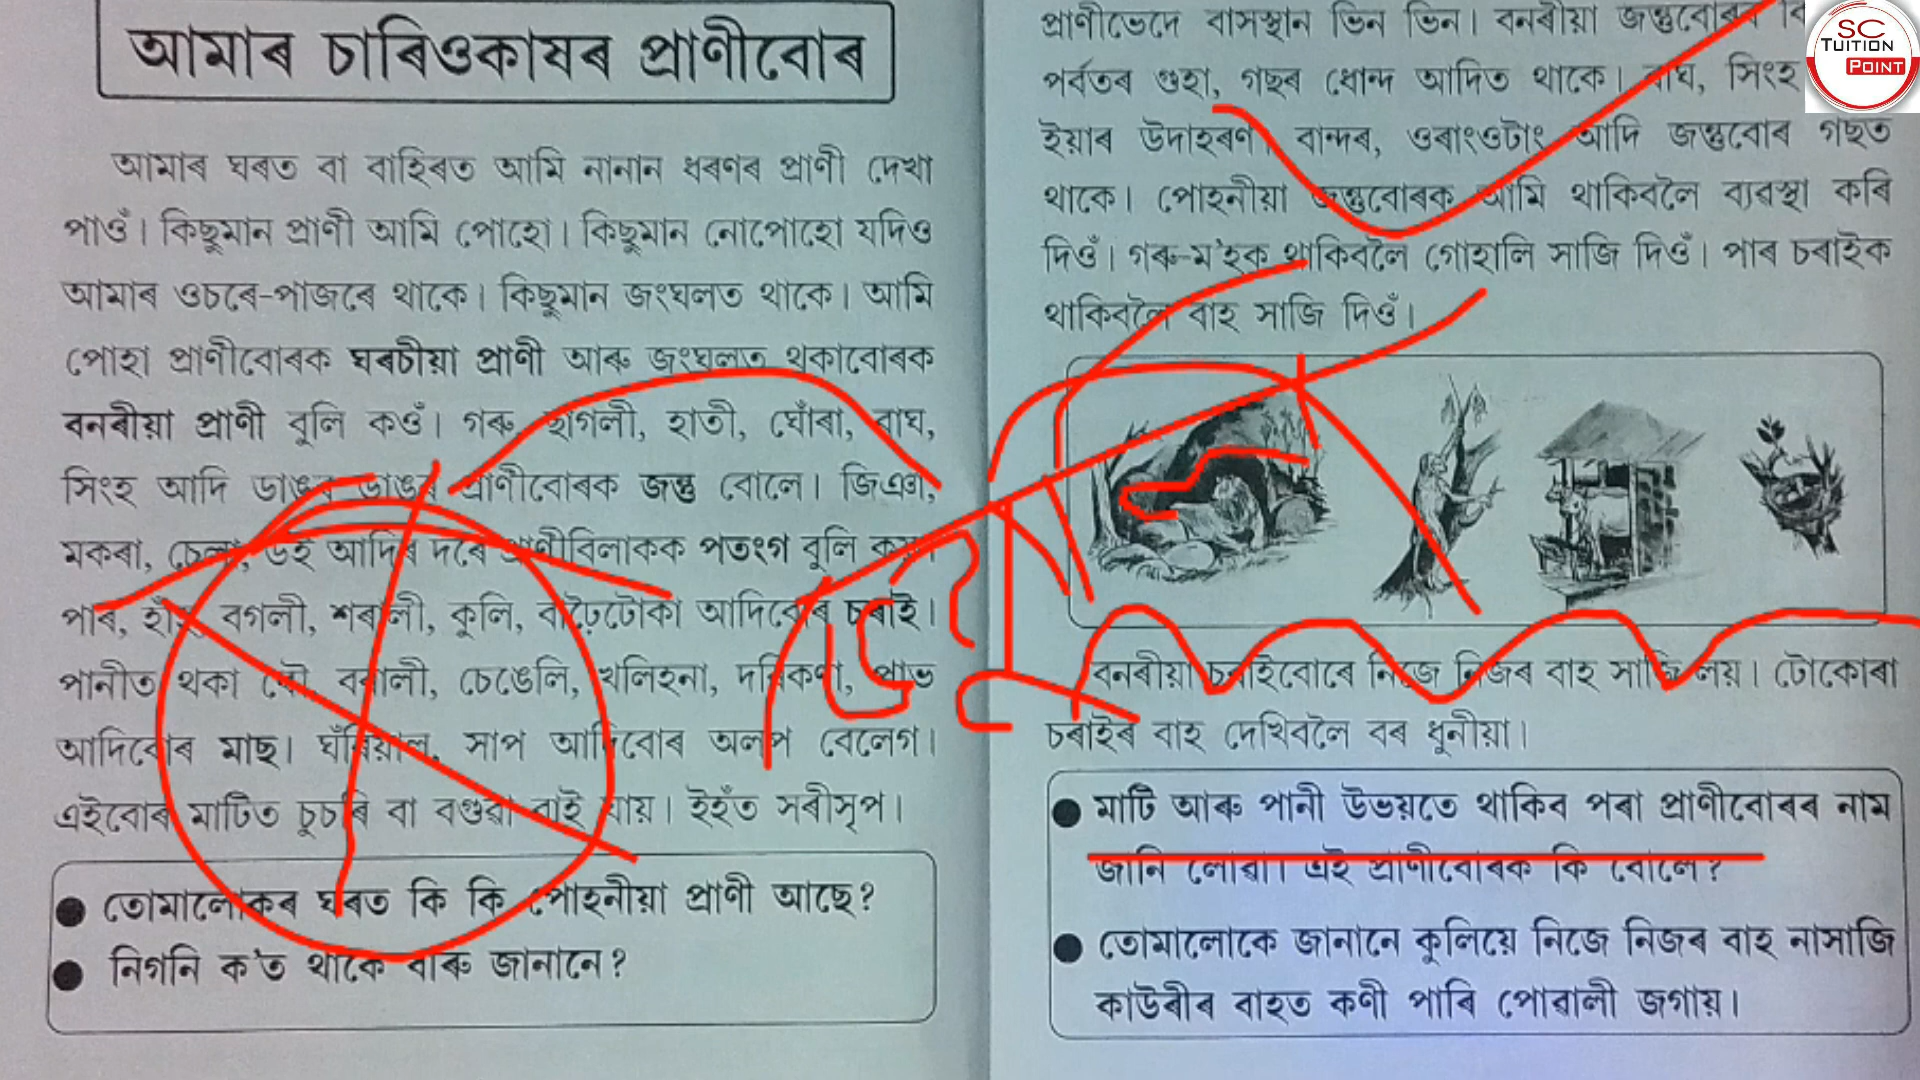 আমাৰ চাৰিওকাষৰ প্ৰাণীবোৰ
আমাৰ ঘৰত বা বাহিৰত আমি নানান ধৰণৰ প্ৰাণী দেখা
পাওঁ। কিছুমান প্ৰাণী আমি পোহো। কিছুমান নোপোহো যদিও
আমাৰ ওচৰে-পাজৰে থাকে। কিছুমান জংঘলত থাকে। আমি
পোহা প্ৰাণীবোৰক ঘৰচীয়া প্ৰাণী আৰু জংঘলত থকাবোৰক
বনৰীয়া প্ৰাণী বুলি কওঁ। গৰু, ছাগলী, হাতী, ঘোঁৰা, বাঘ,
সিংহ আদি ডাঙৰ ডাঙৰ প্ৰাণীবোৰক জন্তু বোলে। জিঞা,
মকৰা, চেলা, উই আদিৰ দৰে প্ৰাণীবিলাকক পতংগ বুলি কয়।
পাৰ, হাঁহ, বগলী, শৰালী, কুলি, বাঢ়ৈটোকা আদিবোৰ চৰাই।
পানীত থকা ৰৌ, বৰালী, চেঙেলি, খলিহনা, দৰিকণা, পাভ
আদিবোৰ মাছ। ঘঁৰিয়াল, সাপ আদিবোৰ অলপ বেলেগ।
এইবোৰ মাটিত চুচৰি বা বগুৱা বাই যায়। ইহঁত সৰীসৃপ।
● তোমালোকৰ ঘৰত কি কি পোহনীয়া প্ৰাণী আছে?
● নিগনি ক'ত থাকে বাৰু জানানে?
প্ৰাণীভেদে বাসস্থান ভিন ভিন। বনৰীয়া জন্তুবোৰৰ
পৰ্বতৰ গুহা, গছৰ ধোন্দ আদিত থাকে। বাঘ, সিংহ
ইয়াৰ উদাহৰণ। বান্দৰ, ওৰাংওটাং আদি জন্তুবোৰ গছত
থাকে। পোহনীয়া জন্তুবোৰক আমি থাকিবলৈ ব্যৱস্থা কৰি
দিওঁ। গৰু-ম'হক থাকিবলৈ গোহালি সাজি দিওঁ। পাৰ চৰাইক
থাকিবলৈ বাহ সাজি দিওঁ।
বনৰীয়া চৰাইবোৰে নিজে নিজৰ বাহ সাজি লয়। টোকোৰা
চৰাইৰ বাহ দেখিবলৈ বৰ ধুনীয়া।
● মাটি আৰু পানী উভয়তে থাকিব পৰা প্ৰাণীবোৰৰ নাম
জানি লোৱা। এই প্ৰাণীবোৰক কি বোলে?
● তোমালোকে জানানে কুলিয়ে নিজে নিজৰ বাহ নাসাজি
কাউৰীৰ বাহত কণী পাৰি পোৱালী জগায়।
SC
TUITION
POINT